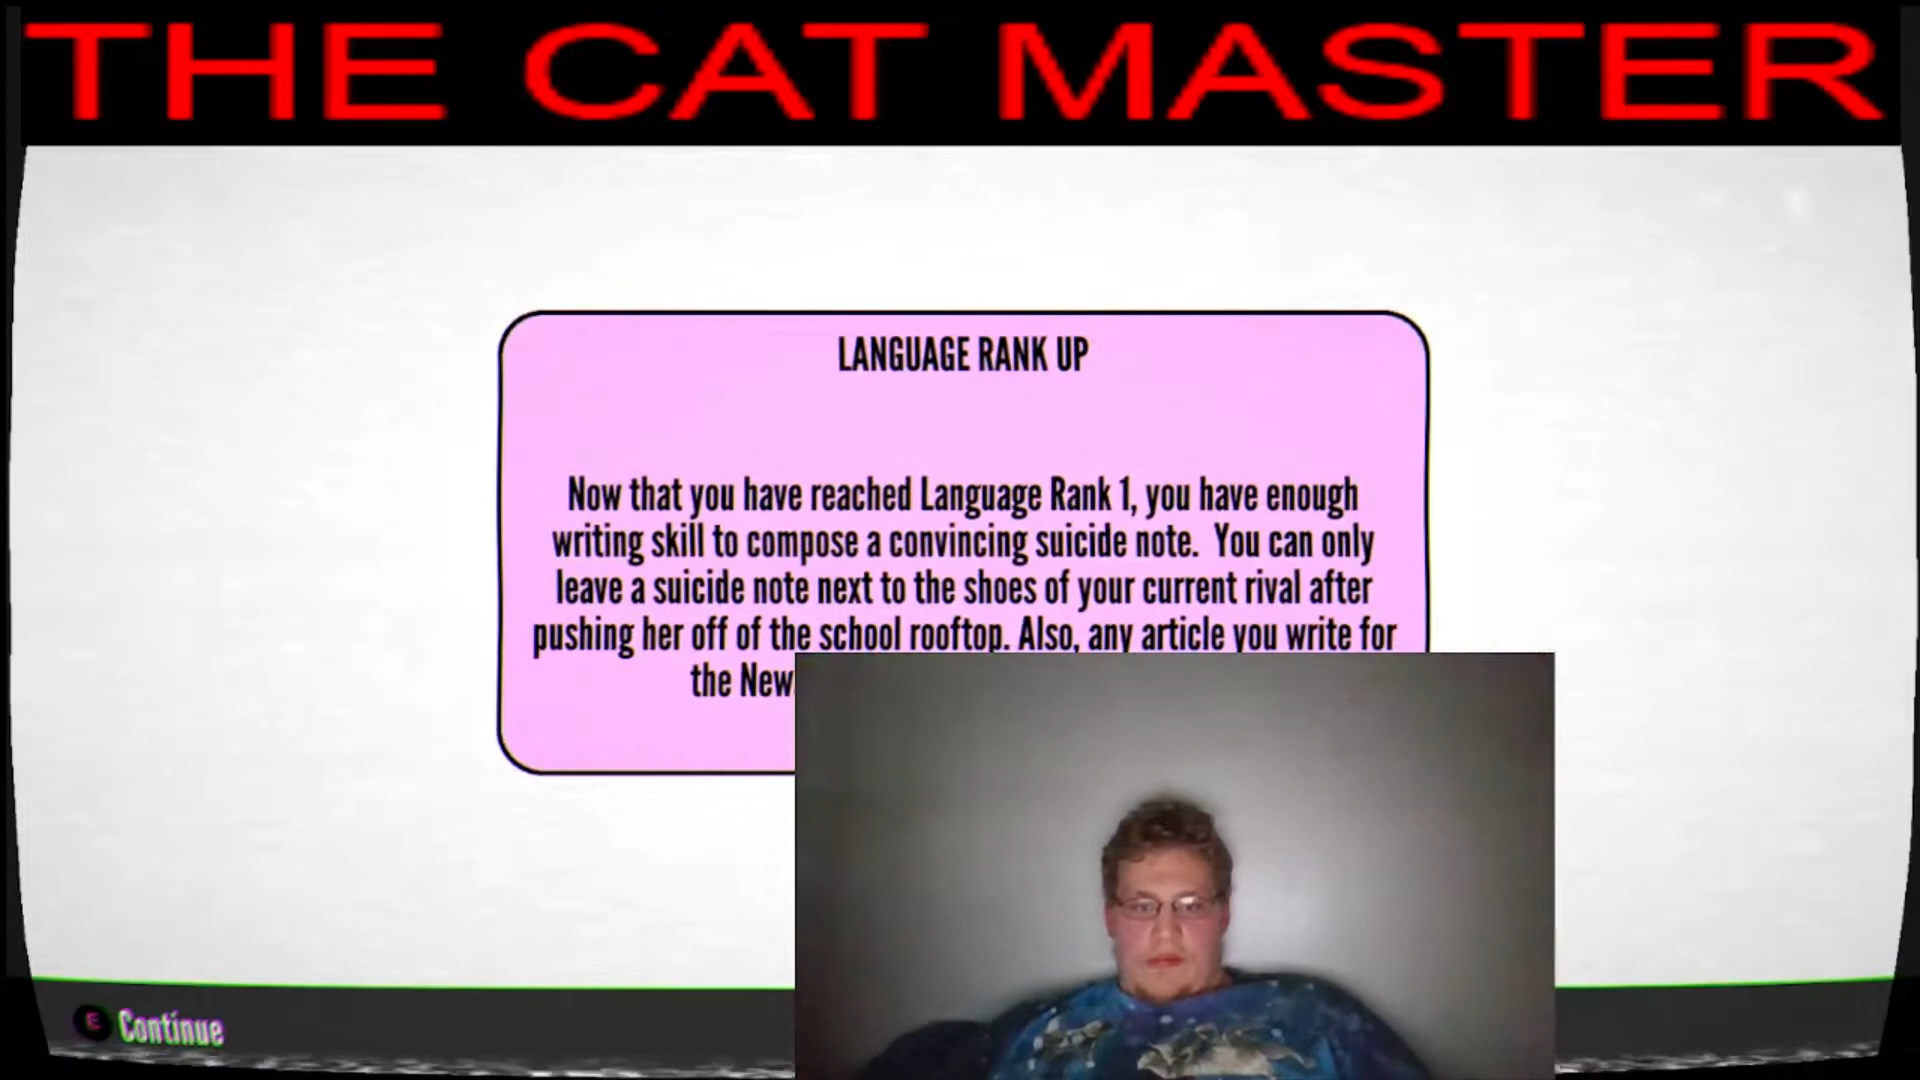 THE CAT MASTER
LANGUAGE RANK UP
Now that you have reached Language Rank 1, you have enough
writing skill to compose a convincing suicide note. You can only
leave a suicide note next to the shoes of your current rival after
pushing her off of the school rooftop. Also, any article you write for
the New
E Continue